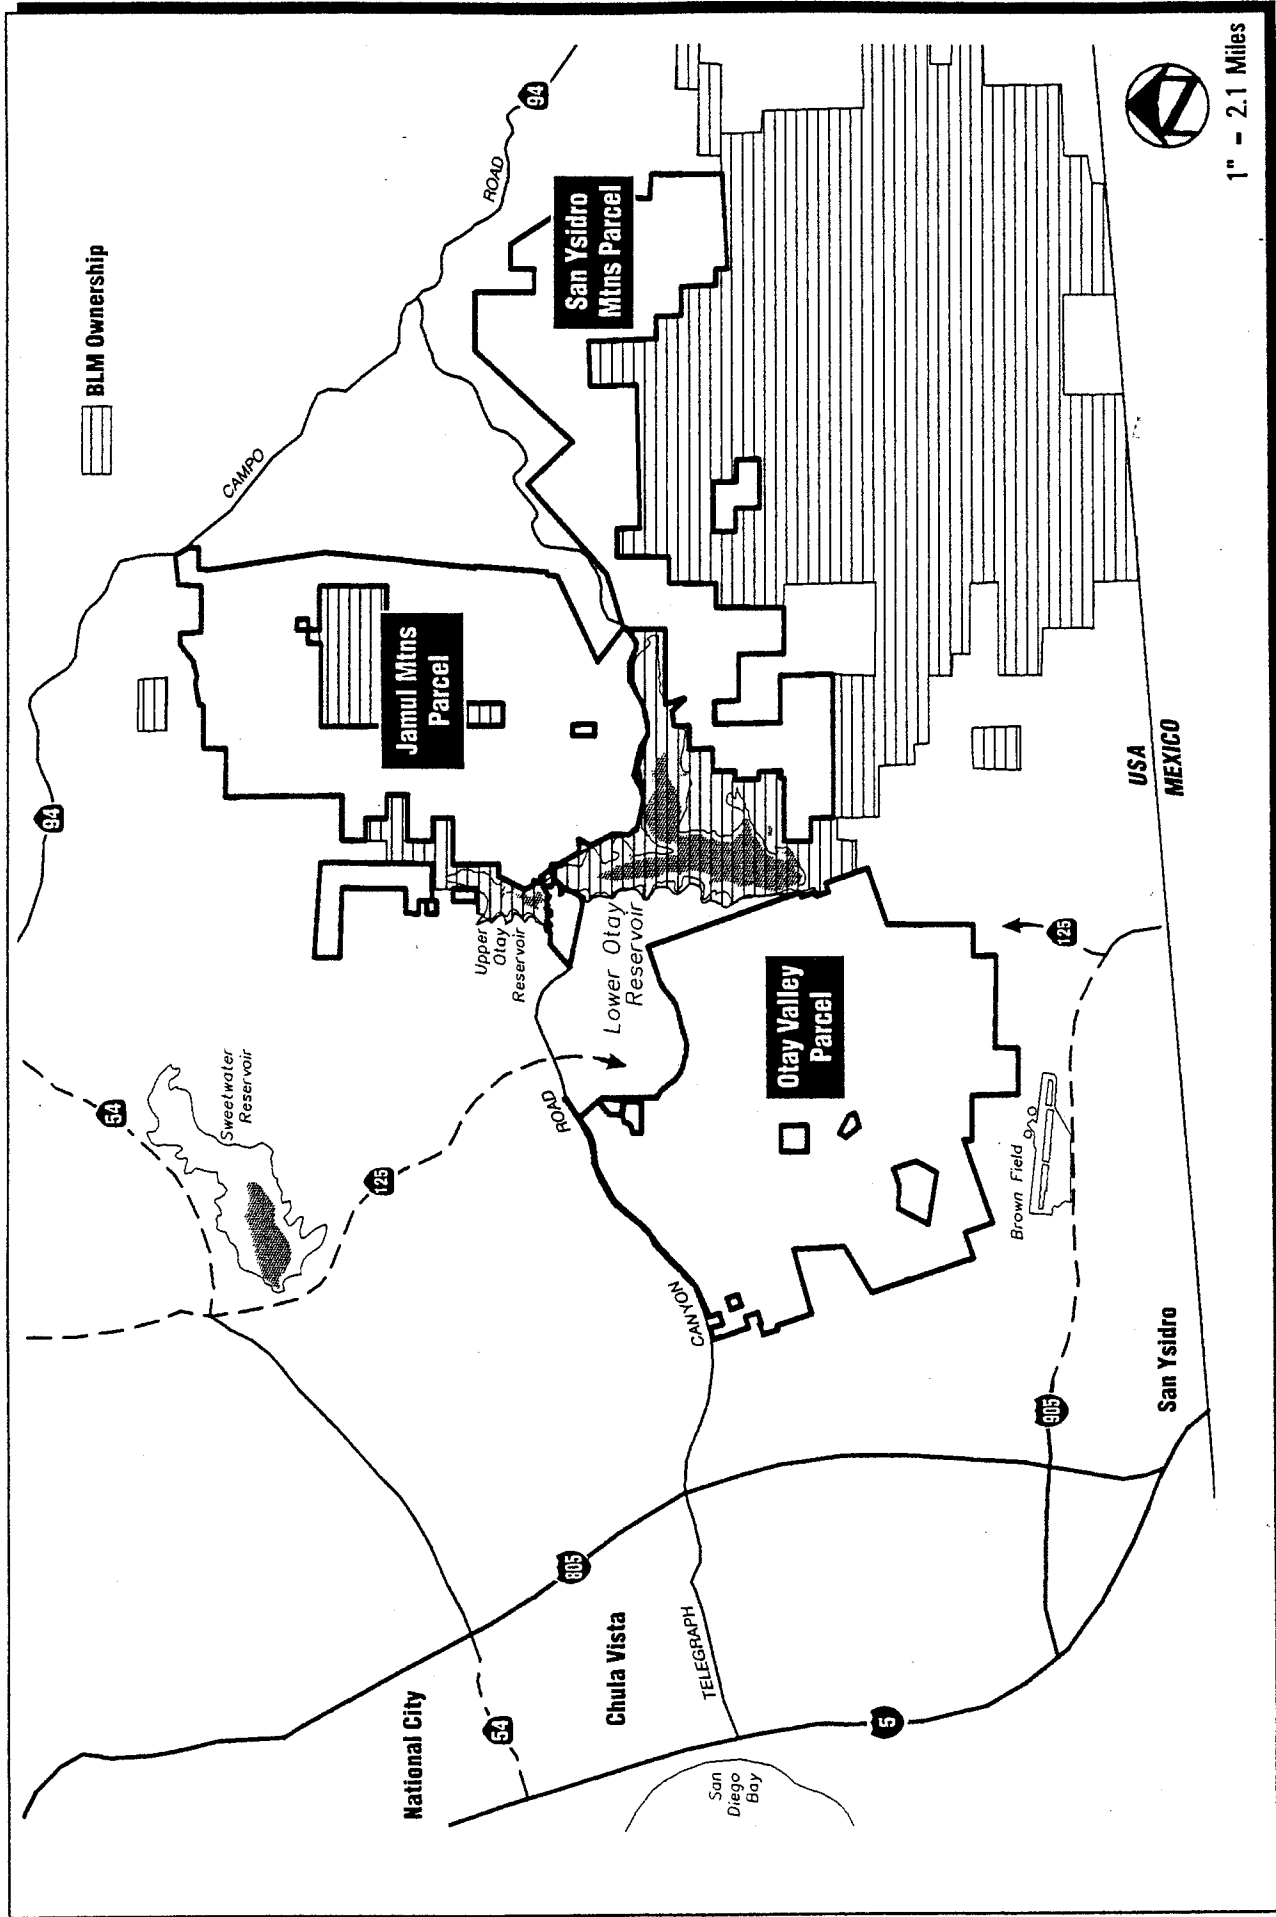 BLM Ownership
94
CAMPO
ROAD
94
54
Sweetwater
Reservoir
125
Jamul Mtns
Parcel
San Ysidro
Mtns Parcel
Upper
Otay
Reservoir
Lower Otay
Reservoir
National City
54
805
Chula Vista
TELEGRAPH
CANYON
ROAD
San
Diego
Bay
5
Otay Valley
Parcel
125
Brown Field
905
San Ysidro
USA
MEXICO
1" - 2.1 Miles